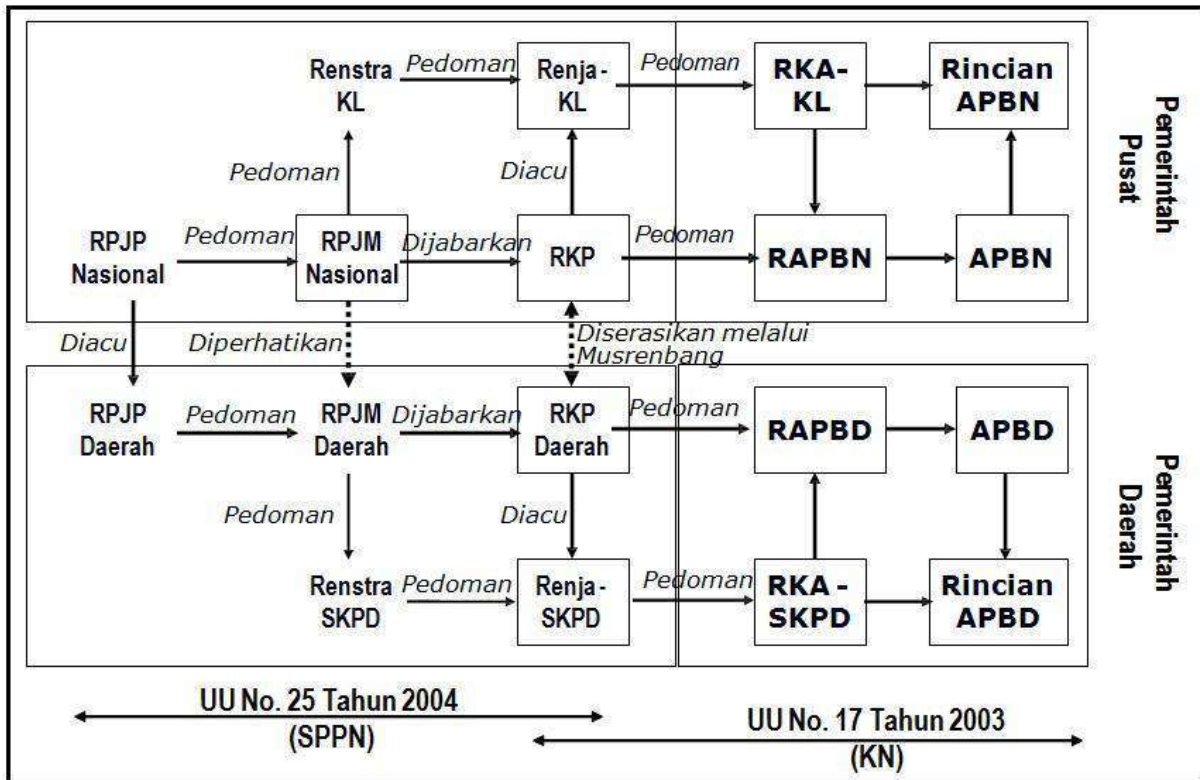 Renstra
KL
Pedoman
Renja-
KL
Pedoman
RKA-
KL
Rincian
APBN
Pemerintah
Pusat
Pedoman
Diacu
RPJP
Nasional
Pedoman
RPJM
Nasional
Dijabarkan
RKP
Pedoman
RAPBN
APBN
Diacu
Diperhatikan
Diserasikan melalui
Musrenbang
RPJP
Daerah
Pedoman
RPJM
Daerah
Dijabarkan
RKP
Daerah
Pedoman
RAPBD
APBD
Pemerintah
Daerah
Pedoman
Diacu
Renstra
SKPD
Pedoman
Renja-
SKPD
Pedoman
RKA -
SKPD
Rincian
APBD
UU No. 25 Tahun 2004
(SPPN)
UU No. 17 Tahun 2003
(KN)